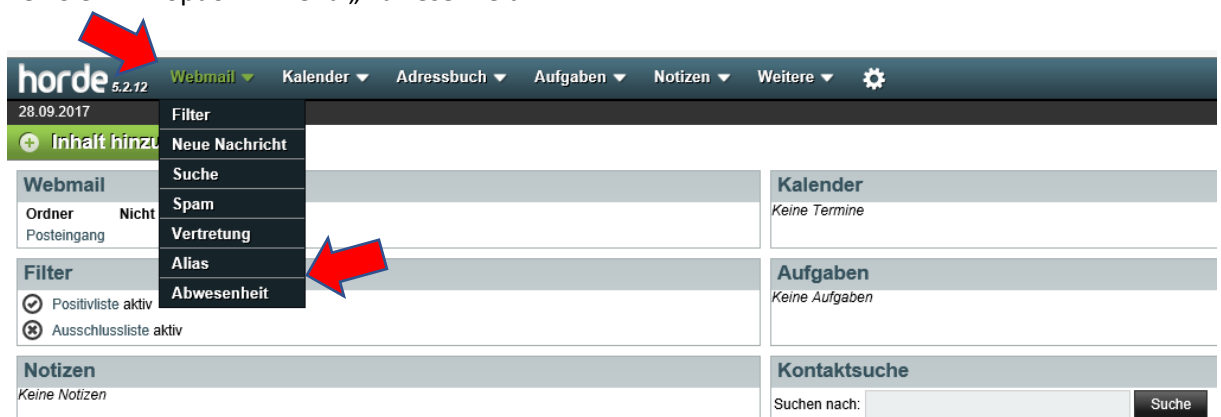 horde 5.2.12 Webmail Kalender Adressbuch Aufgaben Notizen Weitere
28.09.2017
Filter
Inhalt
Neue Nachricht
Suche
Spam
Vertretung
Alias
Abwesenheit
Webmail
Ordner Nicht
Posteingang
Filter
Positivliste aktiv
Ausschlussliste aktiv
Notizen
Keine Notizen
Kalender
Keine Termine
Aufgaben
Keine Aufgaben
Kontaktsuche
Suchen nach: Suche